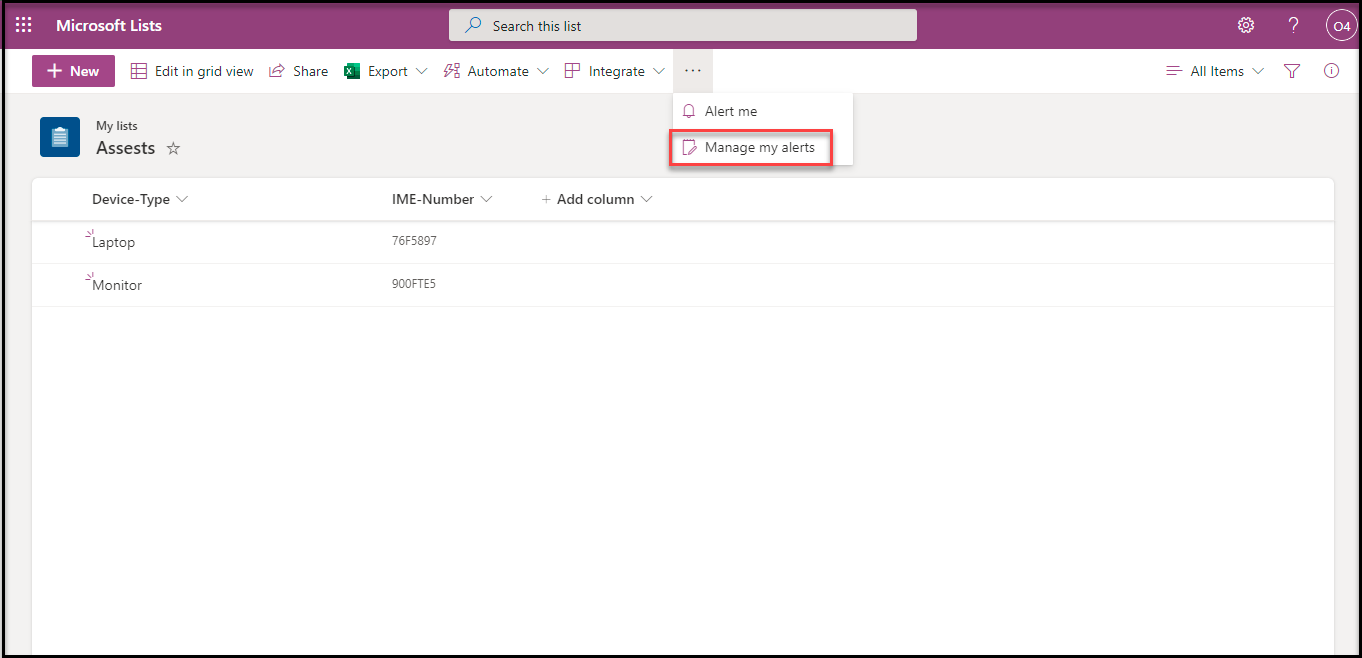 Microsoft Lists
Search this list
?
O4
+ New
Edit in grid view
Share
Export
Automate
Integrate
...
All Items
Alert me
Manage my alerts
My lists
Assests
Device-Type
IME-Number
+ Add column
Laptop
76F5897
Monitor
900FTE5